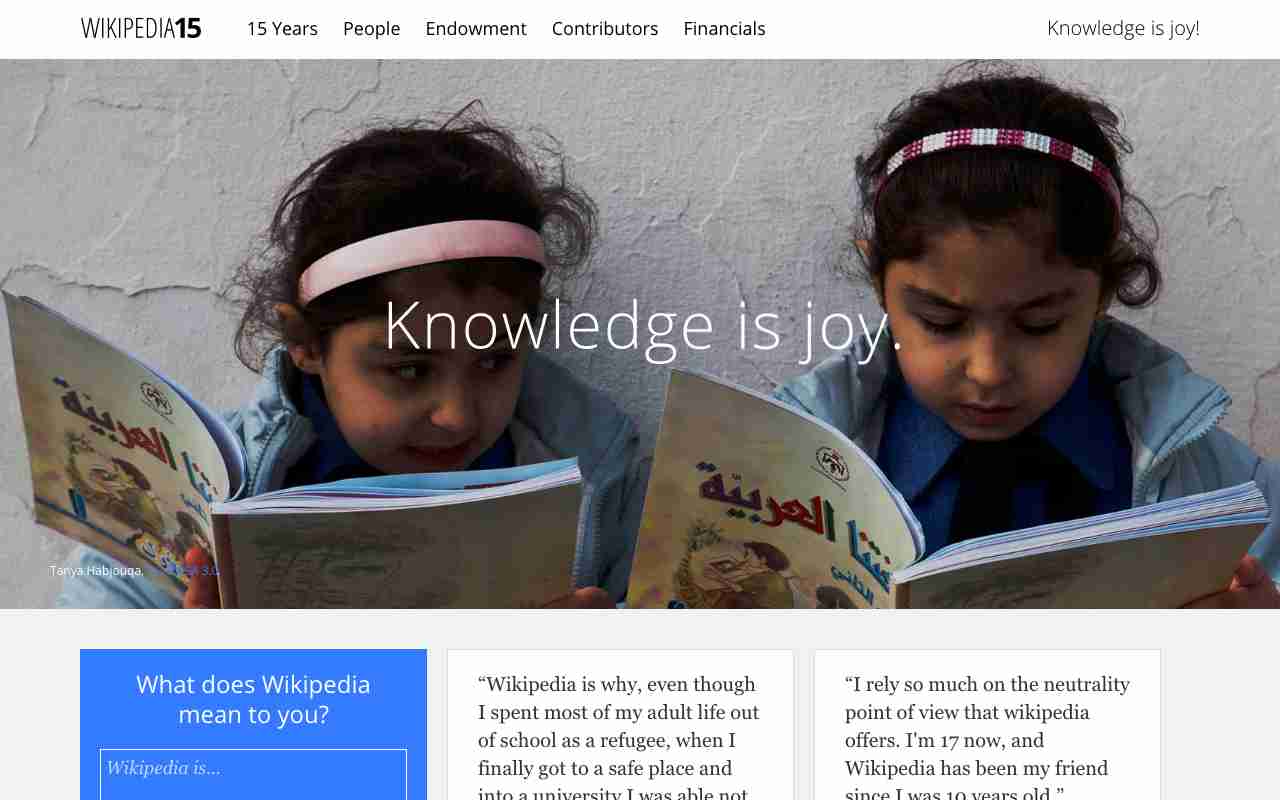 WIKIPEDIA15
15 Years
People
Endowment
Contributors
Financials
Knowledge is joy!
Knowledge is joy.
العربيّة
العربيّة
الثاني
Tanya Habjouqa, 3.0
What does Wikipedia
mean to you?
Wikipedia is...
“Wikipedia is why, even though
I spent most of my adult life out
of school as a refugee, when I
finally got to a safe place and
into a university I was able not
“I rely so much on the neutrality
point of view that wikipedia
offers. I'm 17 now, and
Wikipedia has been my friend
since I was 10 years old.”